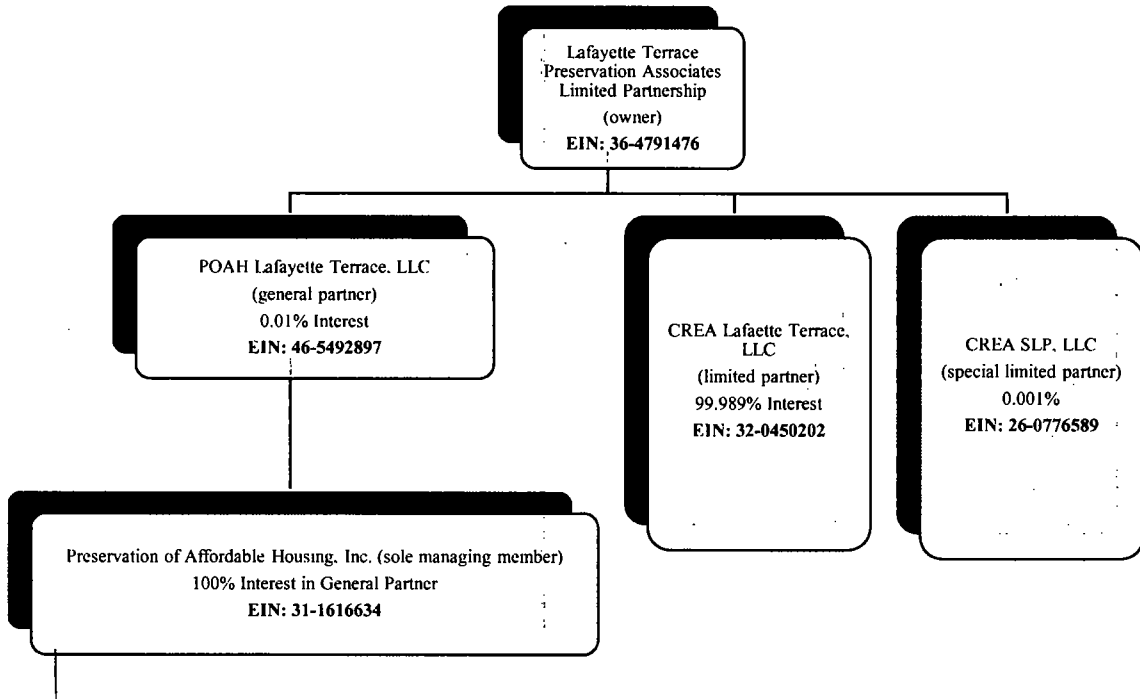 Lafayette Terrace
Preservation Associates
Limited Partnership
(owner)
EIN: 36-4791476
POAH Lafayette Terrace, LLC
(general partner)
0.01% Interest
EIN: 46-5492897
CREA Lafaette Terrace,
LLC
(limited partner)
99.989% Interest
EIN: 32-0450202
CREA SLP, LLC
(special limited partner)
0.001%
EIN: 26-0776589
Preservation of Affordable Housing, Inc. (sole managing member)
100% Interest in General Partner
EIN: 31-1616634